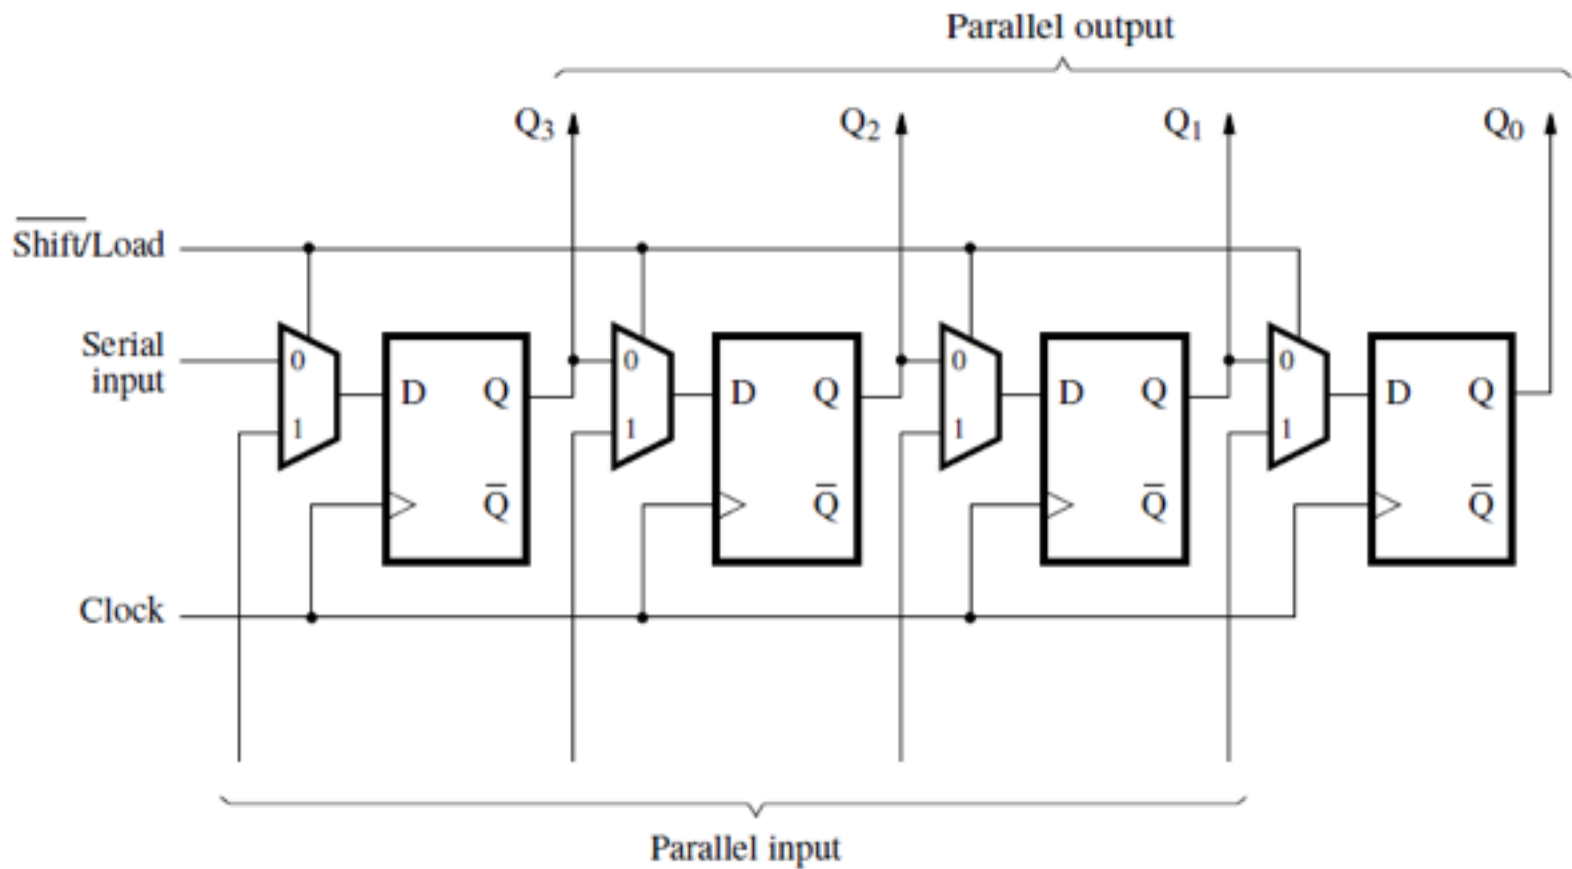 Parallel output
Q3 Q2 Q1 Q0
Shift/Load
Serial
input
0 0 0 0
D Q D Q D Q D Q
1 1 1 1
Q̅ Q̅ Q̅ Q̅
Clock
Parallel input